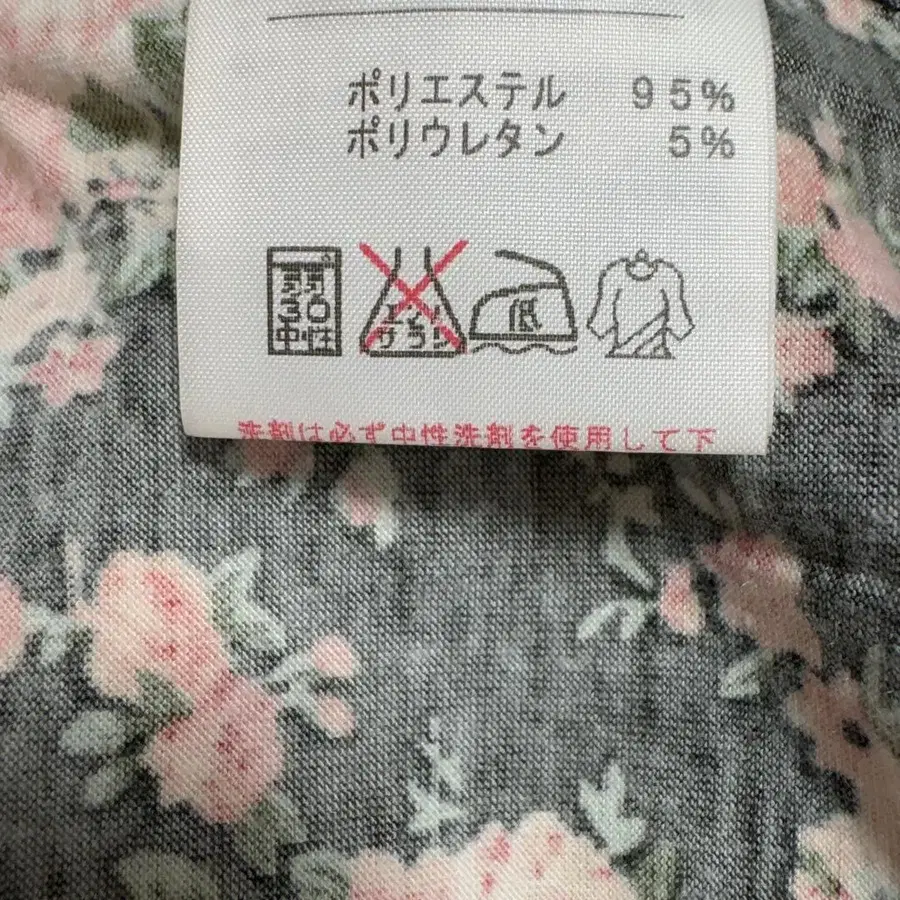 ポリエステル 95%
ポリウレタン 5%
弱
30
中性
エンソ
サラシ
低
洗剤は必ず中性洗剤を使用して下